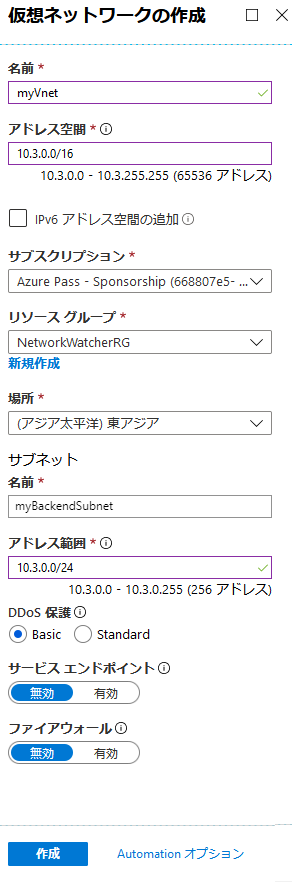 仮想ネットワークの作成
名前 *
myVnet
アドレス空間 *
10.3.0.0/16
10.3.0.0 - 10.3.255.255 (65536 アドレス)
IPv6 アドレス空間の追加
サブスクリプション *
Azure Pass - Sponsorship (668807e5- ...
リソース グループ *
NetworkWatcherRG
新規作成
場所 *
(アジア太平洋) 東アジア
サブネット
名前 *
myBackendSubnet
アドレス範囲 *
10.3.0.0/24
10.3.0.0 - 10.3.0.255 (256 アドレス)
DDoS 保護
Basic Standard
サービス エンドポイント
無効 有効
ファイアウォール
無効 有効
作成 Automation オプション